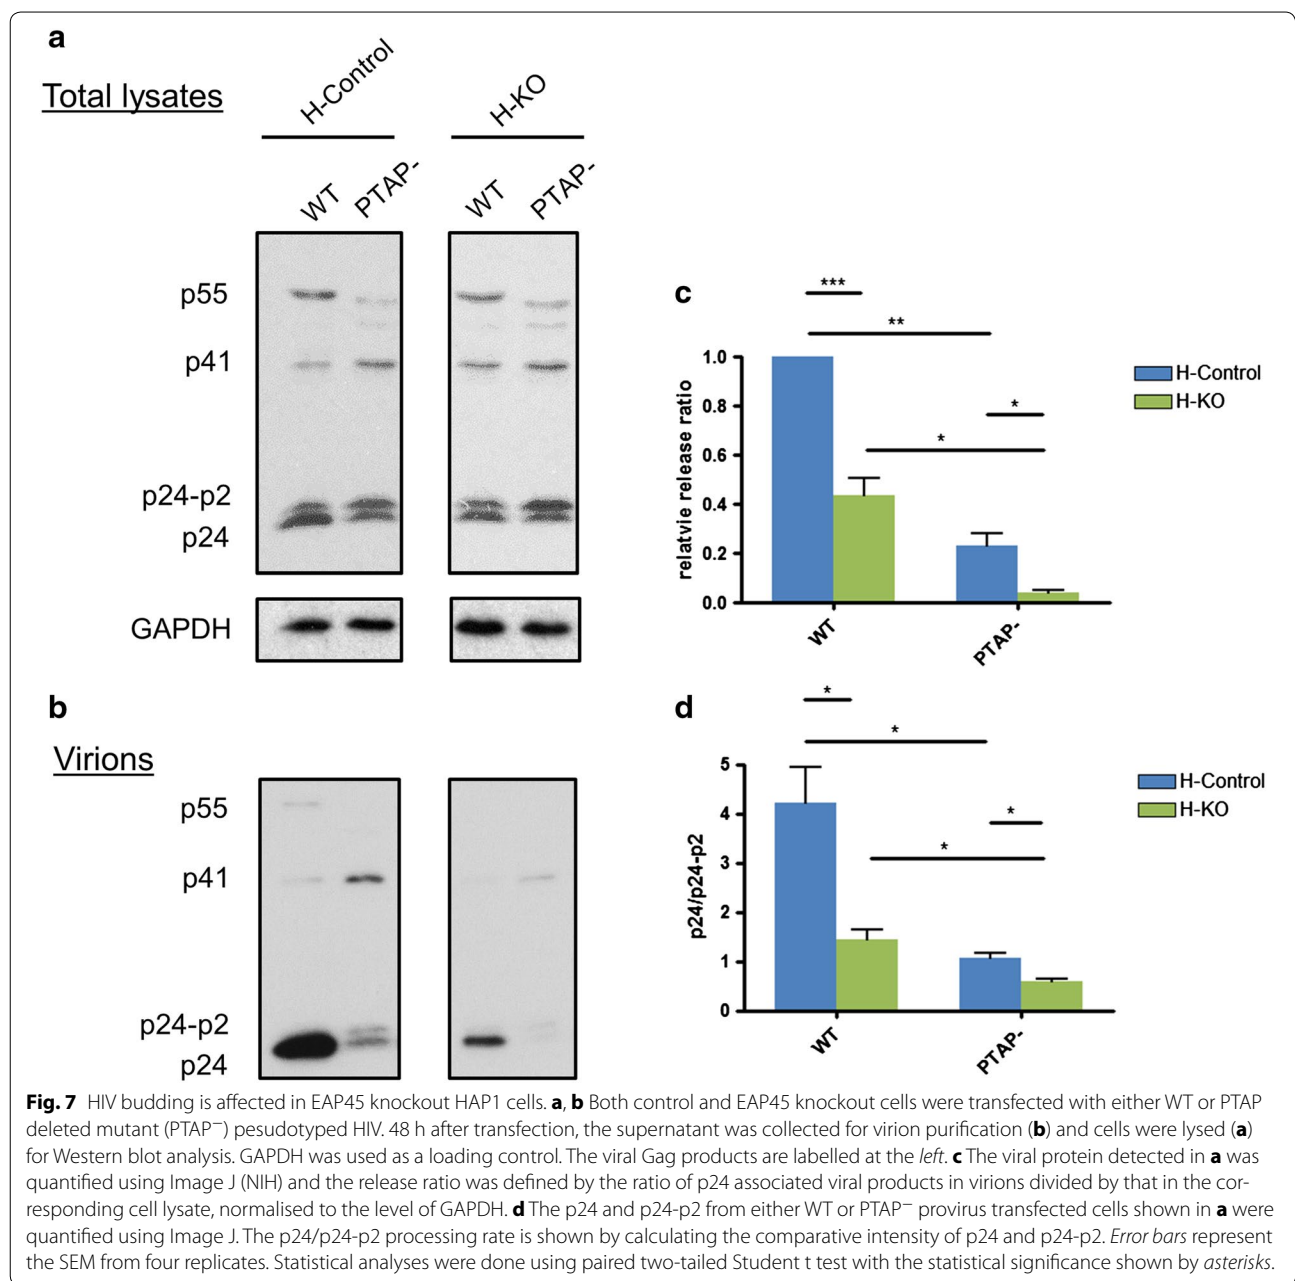 a
Total lysates
H-Control
H-KO
WT
PTAP-
WT
PTAP-
p55
p41
p24-p2
p24
GAPDH
b
Virions
p55
p41
p24-p2
p24
c
***
**
*
*
1.0
0.8
0.6
0.4
0.2
0.0
relatvie release ratio
WT
PTAP-
H-Control
H-KO
d
*
*
*
*
5
4
3
2
1
0
p24/p24-p2
WT
PTAP-
H-Control
H-KO
Fig. 7 HIV budding is affected in EAP45 knockout HAP1 cells. a, b Both control and EAP45 knockout cells were transfected with either WT or PTAP
deleted mutant (PTAP−) pesudotyped HIV. 48 h after transfection, the supernatant was collected for virion purification (b) and cells were lysed (a)
for Western blot analysis. GAPDH was used as a loading control. The viral Gag products are labelled at the left. c The viral protein detected in a was
quantified using Image J (NIH) and the release ratio was defined by the ratio of p24 associated viral products in virions divided by that in the cor-
responding cell lysate, normalised to the level of GAPDH. d The p24 and p24-p2 from either WT or PTAP− provirus transfected cells shown in a were
quantified using Image J. The p24/p24-p2 processing rate is shown by calculating the comparative intensity of p24 and p24-p2. Error bars represent
the SEM from four replicates. Statistical analyses were done using paired two-tailed Student t test with the statistical significance shown by asterisks.